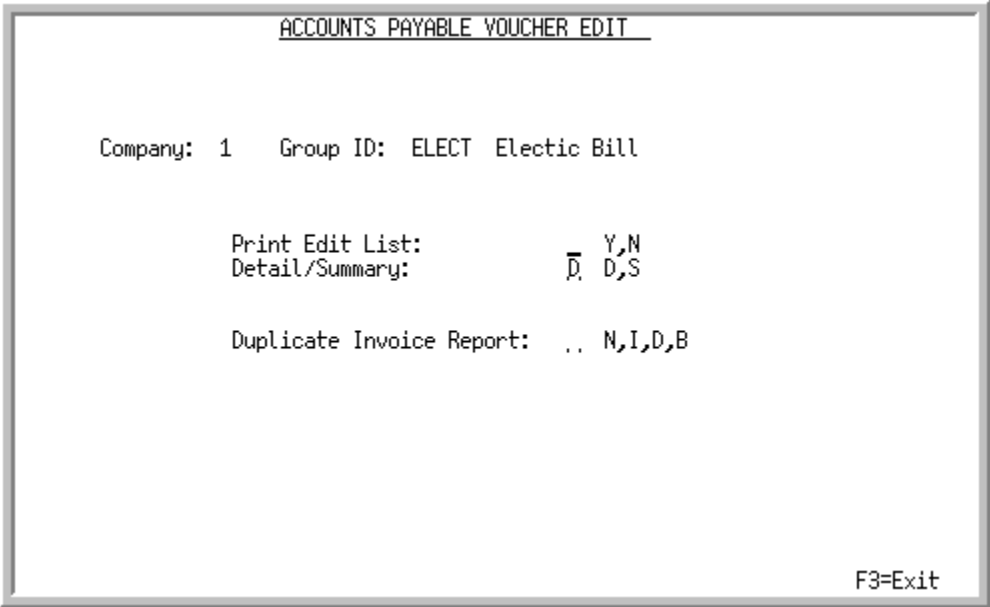 ACCOUNTS PAYABLE VOUCHER EDIT
Company: 1 Group ID: ELECT Electic Bill
Print Edit List: _ Y,N
Detail/Summary: D D,S
Duplicate Invoice Report: N,I,D,B
F3=Exit